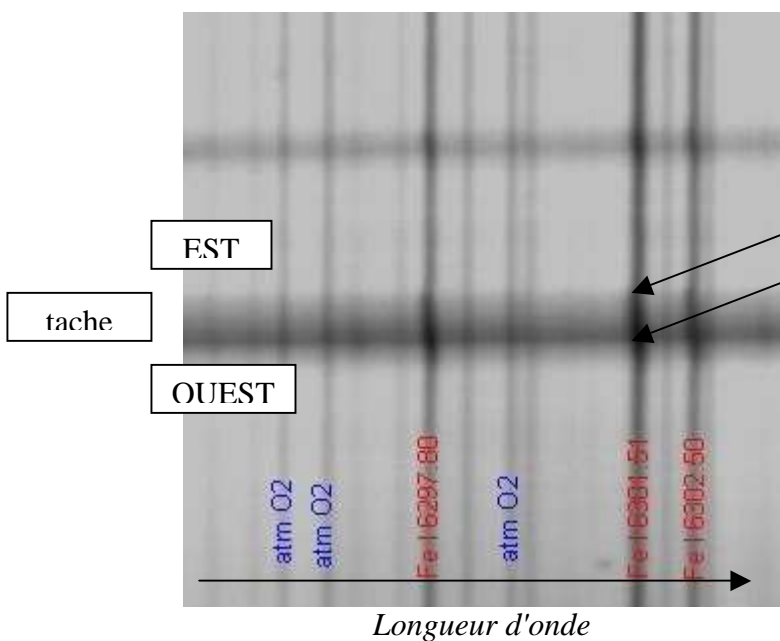 EST
tache
OUEST
atm O2
atm O2
Fe I 6297.80
atm O2
Fe I 6301.51
Fe I 6302.50
Longueur d'onde